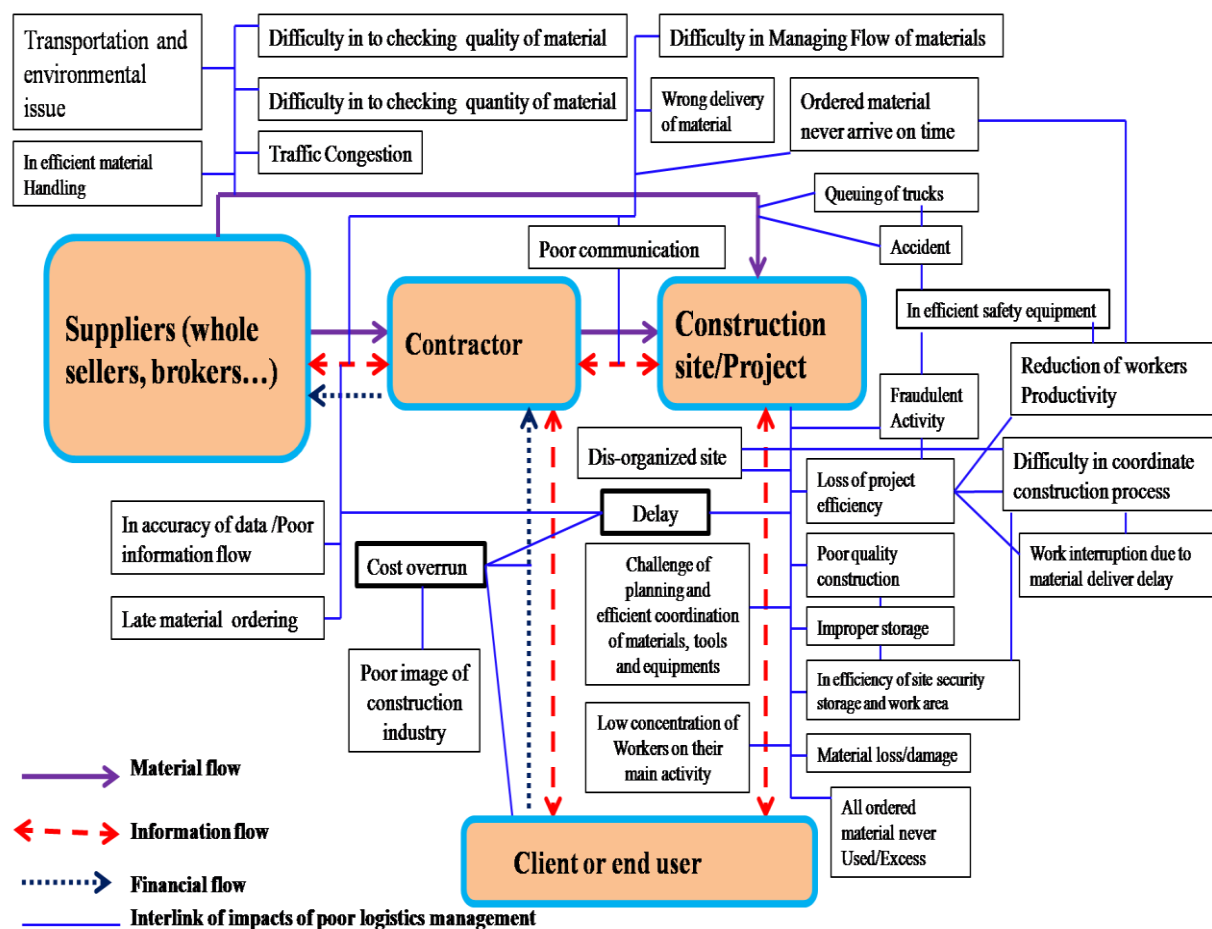 Transportation and
environmental
issue
Difficulty in to checking quality of material
Difficulty in Managing Flow of materials
Difficulty in to checking quantity of material
Wrong delivery
of material
Ordered material
never arrive on time
In efficient material
Handling
Traffic Congestion
Queuing of trucks
Poor communication
Accident
In efficient safety equipment
Suppliers (whole
sellers, brokers…)
Contractor
Construction
site/Project
Reduction of workers
Productivity
Fraudulent
Activity
Dis-organized site
Loss of project
efficiency
Difficulty in coordinate
construction process
In accuracy of data /Poor
information flow
Delay
Cost overrun
Challenge of
planning and
efficient coordination
of materials, tools
and equipments
Poor quality
construction
Work interruption due to
material deliver delay
Late material ordering
Improper storage
Poor image of
construction
industry
In efficiency of site security
storage and work area
Low concentration of
Workers on their
main activity
Material loss/damage
All ordered
material never
Used/Excess
Client or end user
Material flow
Information flow
Financial flow
Interlink of impacts of poor logistics management